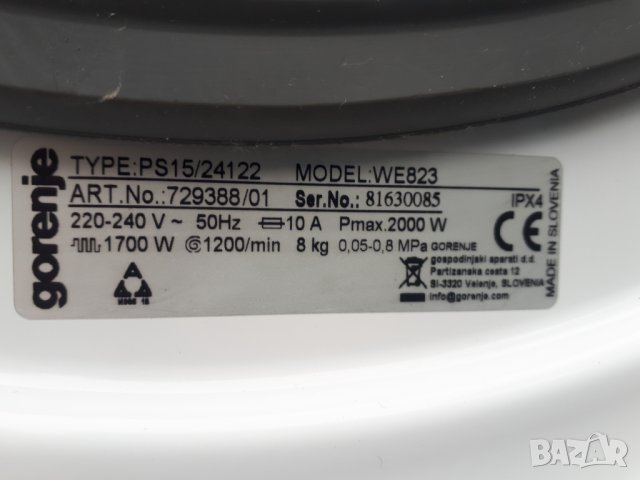 gorenje
TYPE:PS15/24122 MODEL:WE823
ART.No.:729388/01 Ser.No.: 81630085 IPX4
220-240 V ~ 50Hz 10 A Pmax.2000 W
1700 W 1200/min 8 kg 0,05-0,8 MPa GORENJE
gospodinjski aparati d.d.
Partizanska cesta 12
SI-3320 Velenje, SLOVENIA
info@gorenje.com
CE
MADE IN SLOVENIA
BAZAR